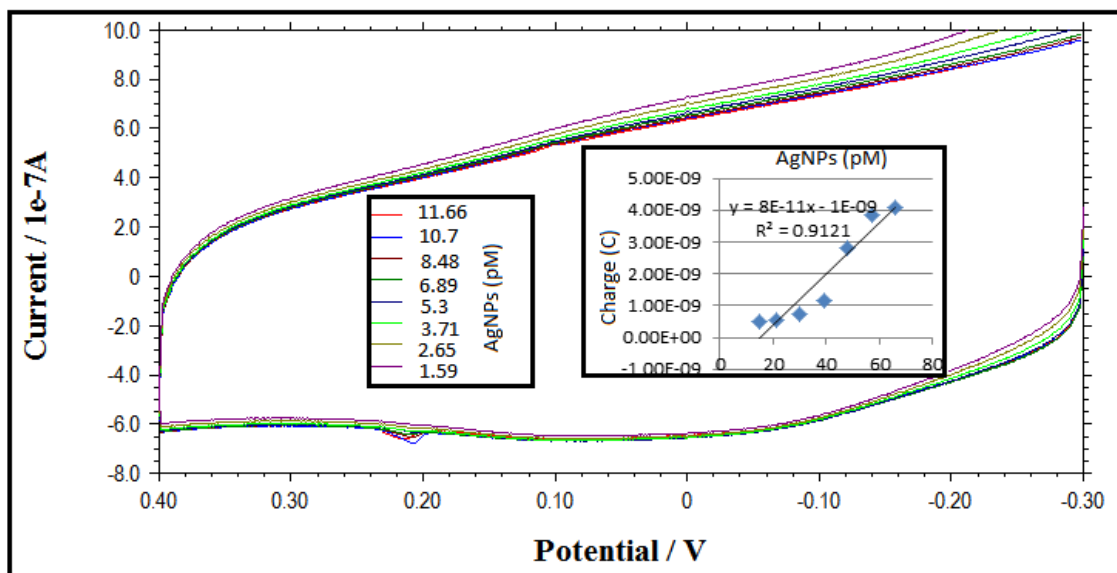 10.0
8.0
6.0
4.0
2.0
0
-2.0
-4.0
-6.0
-8.0
Current / 1e-7A
0.40
0.30
0.20
0.10
0
-0.10
-0.20
-0.30
Potential / V
11.66
10.7
8.48
6.89
5.3
3.71
2.65
1.59
AgNPs (pM)
AgNPs (pM)
5.00E-09
4.00E-09
3.00E-09
2.00E-09
1.00E-09
0.00E+00
-1.00E-09
Charge (C)
y = 8E-11x - 1E-09
R² = 0.9121
0
20
40
60
80